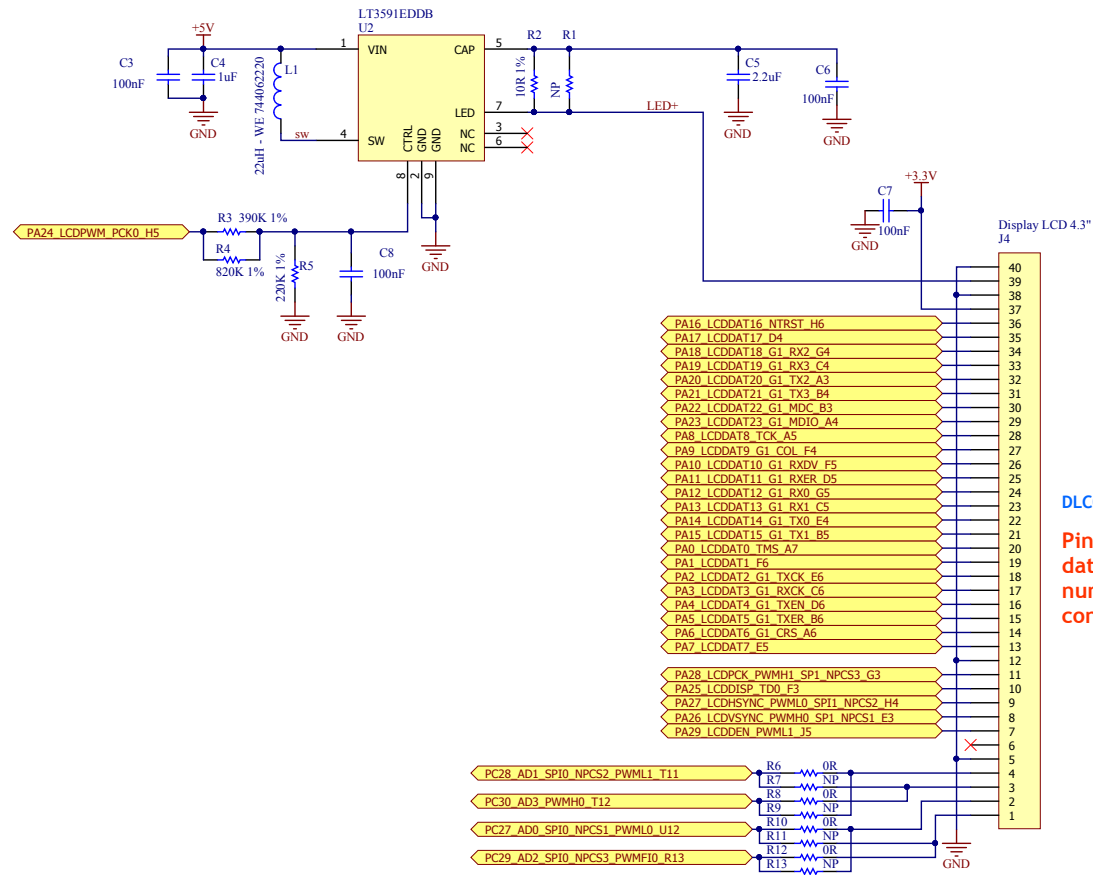 LT3591EDDB
U2
+5V
1
VIN
CAP
5
R2
R1
C3
100nF
C4
1uF
L1
22uH - WE 744062220
10R 1%
NP
C5
2.2uF
C6
100nF
LED
7
LED+
NC
3
NC
6
sw
4
SW
CTRL
GND
GND
8
2
9
GND
GND
GND
GND
PA24_LCDPWM_PCK0_H5
R3 390K 1%
R4
820K 1%
220K 1%
R5
C8
100nF
GND
GND
+3.3V
C7
100nF
GND
Display LCD 4.3"
J4
40
39
38
37
PA16_LCDDAT16_NTRST_H6 36
PA17_LCDDAT17_D4 35
PA18_LCDDAT18_G1_RX2_G4 34
PA19_LCDDAT19_G1_RX3_C4 33
PA20_LCDDAT20_G1_TX2_A3 32
PA21_LCDDAT21_G1_TX3_B4 31
PA22_LCDDAT22_G1_MDC_B3 30
PA23_LCDDAT23_G1_MDIO_A4 29
PA8_LCDDAT8_TCK_A5 28
PA9_LCDDAT9_G1_COL_F4 27
PA10_LCDDAT10_G1_RXDV_F5 26
PA11_LCDDAT11_G1_RXER_D5 25
PA12_LCDDAT12_G1_RX0_G5 24
PA13_LCDDAT13_G1_RX1_C5 23
PA14_LCDDAT14_G1_TX0_E4 22
PA15_LCDDAT15_G1_TX1_B5 21
PA0_LCDDAT0_TMS_A7 20
PA1_LCDDAT1_F6 19
PA2_LCDDAT2_G1_TXCK_E6 18
PA3_LCDDAT3_G1_RXCK_C6 17
PA4_LCDDAT4_G1_TXEN_D6 16
PA5_LCDDAT5_G1_TXER_B6 15
PA6_LCDDAT6_G1_CRS_A6 14
PA7_LCDDAT7_E5 13
12
PA28_LCDPCK_PWMH1_SP1_NPCS3_G3 11
PA25_LCDDISP_TD0_F3 10
PA27_LCDHSYNC_PWML0_SPI1_NPCS2_H4 9
PA26_LCDVSYNC_PWMH0_SP1_NPCS1_E3 8
PA29_LCDDEN_PWML1_J5 7
6
5
4
3
2
1
DLC
Pin
dat
nun
con
PC28_AD1_SPI0_NPCS2_PWML1_T11
R6 0R
R7 NP
PC30_AD3_PWMH0_T12
R8 0R
R9 NP
PC27_AD0_SPI0_NPCS1_PWML0_U12
R10 0R
R11 NP
PC29_AD2_SPI0_NPCS3_PWMFI0_R13
R12 0R
R13 NP
GND